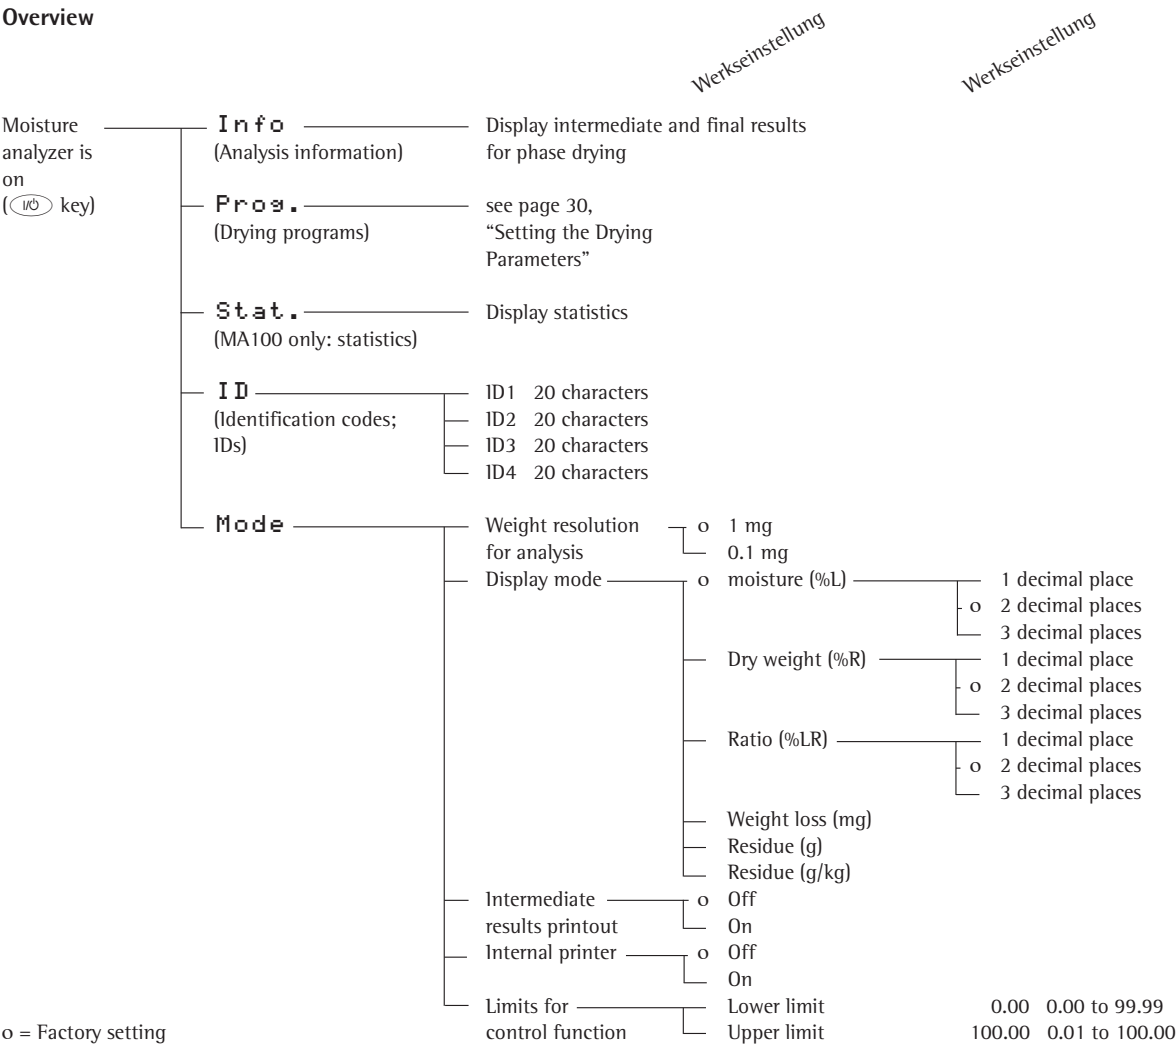 Overview
Werkseinstellung Werkseinstellung
Moisture analyzer is on (I/⏻ key)
Info
(Analysis information)
Display intermediate and final results
for phase drying
Prog.
(Drying programs)
see page 30,
“Setting the Drying
Parameters”
Stat.
(MA100 only: statistics)
Display statistics
ID
(Identification codes;
IDs)
ID1 20 characters
ID2 20 characters
ID3 20 characters
ID4 20 characters
Mode
Weight resolution
for analysis
o 1 mg
0.1 mg
Display mode
o moisture (%L)
1 decimal place
o 2 decimal places
3 decimal places
Dry weight (%R)
1 decimal place
o 2 decimal places
3 decimal places
Ratio (%LR)
1 decimal place
o 2 decimal places
3 decimal places
Weight loss (mg)
Residue (g)
Residue (g/kg)
Intermediate
results printout
o Off
On
Internal printer
o Off
On
Limits for
control function
Lower limit 0.00 0.00 to 99.99
Upper limit 100.00 0.01 to 100.00
o = Factory setting